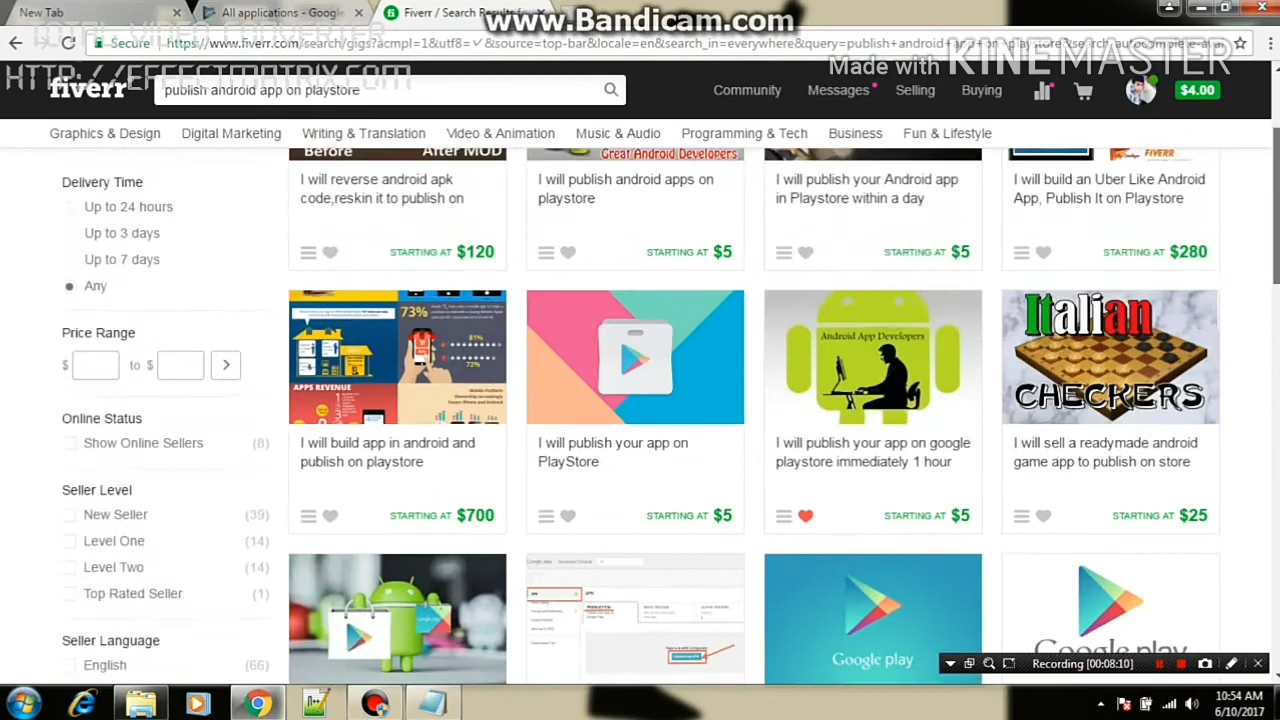 www.Bandicam.com
New Tab
All applications - Google
Fiverr / Search Results for
Secure
https://www.fiverr.com/search/gigs?acmpl=1&utf8=✓&source=top-bar&locale=en&search_in=everywhere&query=publish+android+app+on+playstore&search
Made with KINEMASTER
HTTP://EFFECTMATRIX.COM
fiverr
publish android app on playstore
Community
Messages
Selling
Buying
$4.00
Graphics & Design
Digital Marketing
Writing & Translation
Video & Animation
Music & Audio
Programming & Tech
Business
Fun & Lifestyle
Before
After MOD
Great Android Developers
FIVERR
Delivery Time
Up to 24 hours
Up to 3 days
Up to 7 days
Any
Price Range
$ to $
Online Status
Show Online Sellers (8)
Seller Level
New Seller (39)
Level One (14)
Level Two (14)
Top Rated Seller (1)
Seller Language
English (66)
I will reverse android apk
code,reskin it to publish on
STARTING AT $120
I will publish android apps on
playstore
STARTING AT $5
I will publish your Android app
in Playstore within a day
STARTING AT $5
I will build an Uber Like Android
App, Publish It on Playstore
STARTING AT $280
73%
81%
72%
APPS REVENUE
I will build app in android and
publish on playstore
STARTING AT $700
I will publish your app on
PlayStore
STARTING AT $5
Android App Developers
I will publish your app on google
playstore immediately 1 hour
STARTING AT $5
Italian
CHECKERS
I will sell a readymade android
game app to publish on store
STARTING AT $25
Google play
Google play
Recording [00:08:10]
10:54 AM
6/10/2017